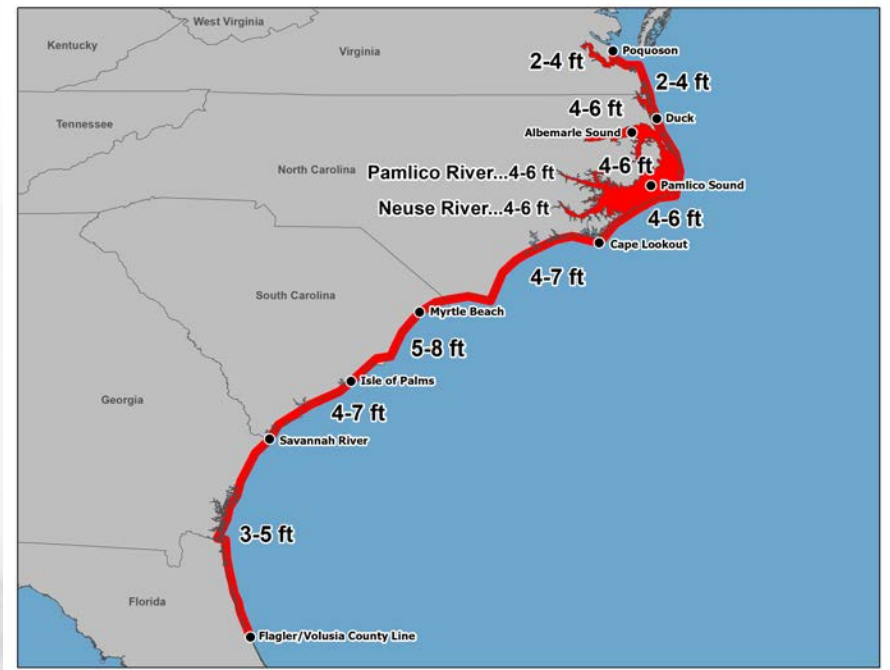 West Virginia
Kentucky
Virginia
Poquoson
2-4 ft
2-4 ft
4-6 ft
Duck
Tennessee
Albemarle Sound
North Carolina
4-6 ft
Pamlico River...4-6 ft
Pamlico Sound
Neuse River...4-6 ft
4-6 ft
Cape Lookout
4-7 ft
South Carolina
Myrtle Beach
5-8 ft
Isle of Palms
Georgia
4-7 ft
Savannah River
3-5 ft
Florida
Flagler/Volusia County Line